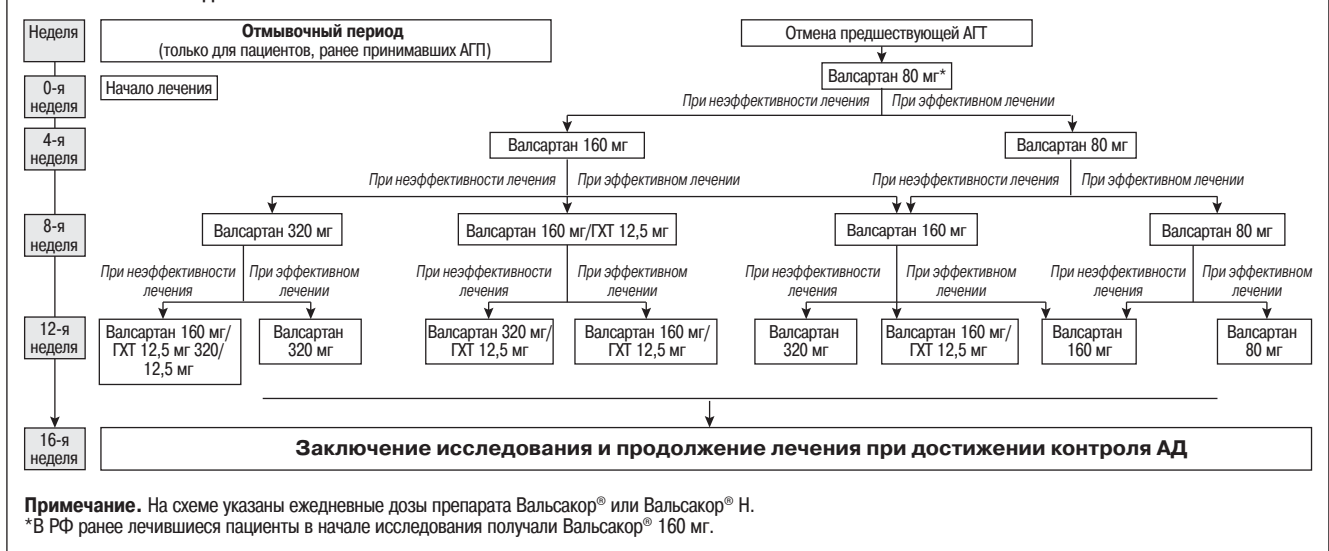 Неделя
Отмывочный период
(только для пациентов, ранее принимавших АГП)
Отмена предшествующей АГТ
0-я
неделя
Начало лечения
Валсартан 80 мг*
При неэффективности лечения
При эффективном лечении
4-я
неделя
Валсартан 160 мг
Валсартан 80 мг
При неэффективности лечения
При эффективном лечении
При неэффективности лечения
При эффективном лечении
8-я
неделя
Валсартан 320 мг
Валсартан 160 мг/ГХТ 12,5 мг
Валсартан 160 мг
Валсартан 80 мг
При неэффективности
лечения
При эффективном
лечении
При неэффективности
лечения
При эффективном
лечении
При неэффективности
лечения
При эффективном
лечении
При неэффективности
лечения
При эффективном
лечении
12-я
неделя
Валсартан 160 мг/
ГХТ 12,5 мг 320/
12,5 мг
Валсартан
320 мг
Валсартан 320 мг/
ГХТ 12,5 мг
Валсартан 160 мг/
ГХТ 12,5 мг
Валсартан
320 мг
Валсартан 160 мг/
ГХТ 12,5 мг
Валсартан
160 мг
Валсартан
80 мг
16-я
неделя
Заключение исследования и продолжение лечения при достижении контроля АД
Примечание. На схеме указаны ежедневные дозы препарата Вальсакор® или Вальсакор® Н.
*В РФ ранее лечившиеся пациенты в начале исследования получали Вальсакор® 160 мг.